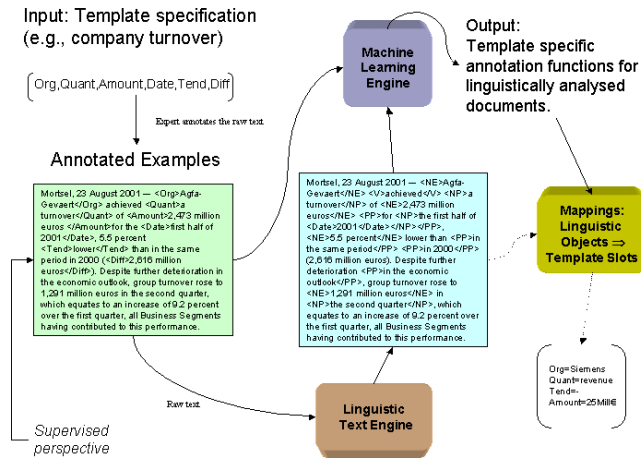 Input: Template specification
(e.g., company turnover)
Org,Quant,Amount,Date,Tend,Diff
Expert annotates the raw text
Annotated Examples
Mortsel, 23 August 2001 — <Org>Agfa-
Gevaert</Org> achieved <Quant>a
turnover</Quant> of <Amount>2,473 million
euros </Amount>for the <Date>first half of
2001</Date>, 5.5 percent
<Tend>lower</Tend> than in the same
period in 2000 (<Diff>2,616 million
euros</Diff>). Despite further deterioration in
the economic outlook, group turnover rose to
1,291 million euros in the second quarter,
which equates to an increase of 9.2 percent
over the first quarter, all Business Segments
having contributed to this performance.
Supervised
perspective
Raw text
Machine
Learning
Engine
Mortsel, 23 August 2001 — <NE>Agfa-
Gevaert</NE> <V>achieved</V> <NP>a
turnover</NP> of <NE>2,473 million
euros</NE> <PP>for <NP>the first half of
<Date>2001</Date></NP></PP>,
<NE>5.5 percent</NE> lower than <PP>in
the same period</PP> <PP>in 2000</PP>
(2,616 million euros). Despite further
deterioration <PP>in the economic
outlook</PP>, group turnover rose to
<NE>1,291 million euros</NE> in
<NP>the second quarter</NP>, which
equates to an increase of 9.2 percent over
the first quarter, all Business Segments
having contributed to this performance.
Linguistic
Text Engine
Output:
Template specific
annotation functions for
linguistically analysed
documents.
Mappings:
Linguistic
Objects ⇒
Template Slots
Org=Siemens
Quant=revenue
Tend=-
Amount=25Mill€